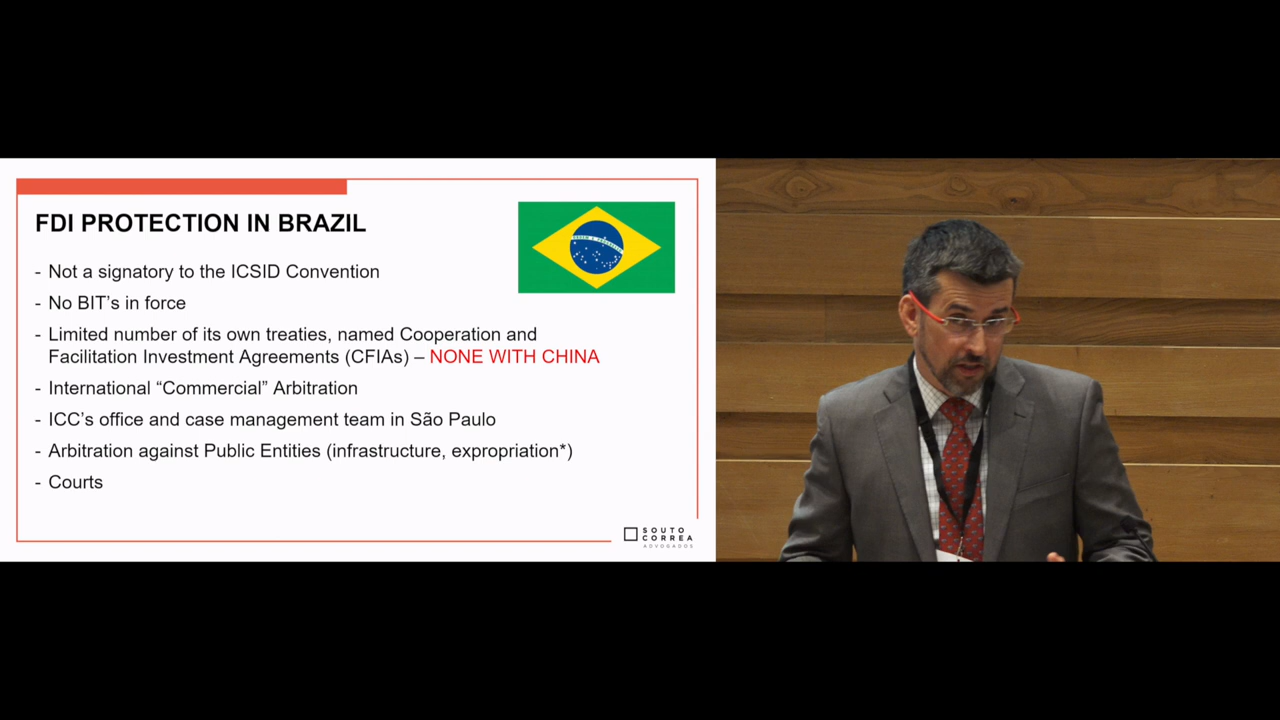 FDI PROTECTION IN BRAZIL
- Not a signatory to the ICSID Convention
- No BIT's in force
- Limited number of its own treaties, named Cooperation and
Facilitation Investment Agreements (CFIAs) – NONE WITH CHINA
- International “Commercial” Arbitration
- ICC's office and case management team in São Paulo
- Arbitration against Public Entities (infrastructure, expropriation*)
- Courts
SOUTO
CORREA
ADVOGADOS